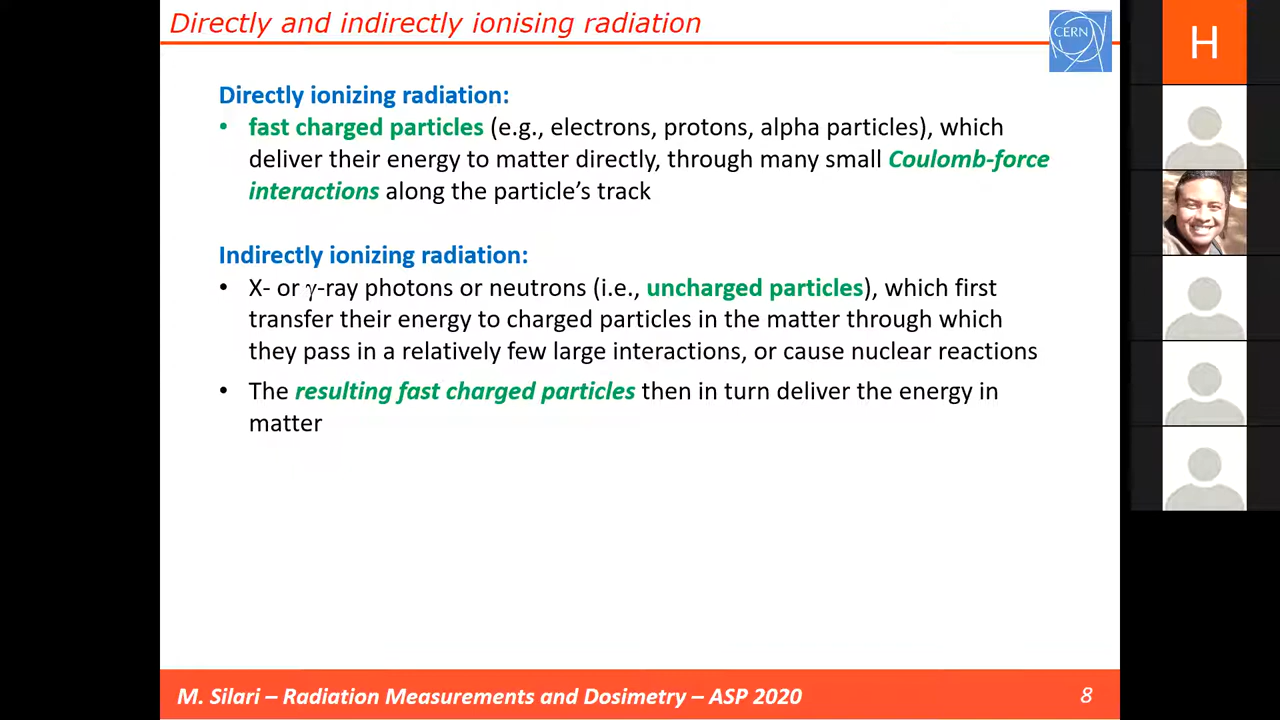 Directly and indirectly ionising radiation
CERN
H
Directly ionizing radiation:
• fast charged particles (e.g., electrons, protons, alpha particles), which
deliver their energy to matter directly, through many small Coulomb-force
interactions along the particle’s track
Indirectly ionizing radiation:
• X- or γ-ray photons or neutrons (i.e., uncharged particles), which first
transfer their energy to charged particles in the matter through which
they pass in a relatively few large interactions, or cause nuclear reactions
• The resulting fast charged particles then in turn deliver the energy in
matter
M. Silari – Radiation Measurements and Dosimetry – ASP 2020
8